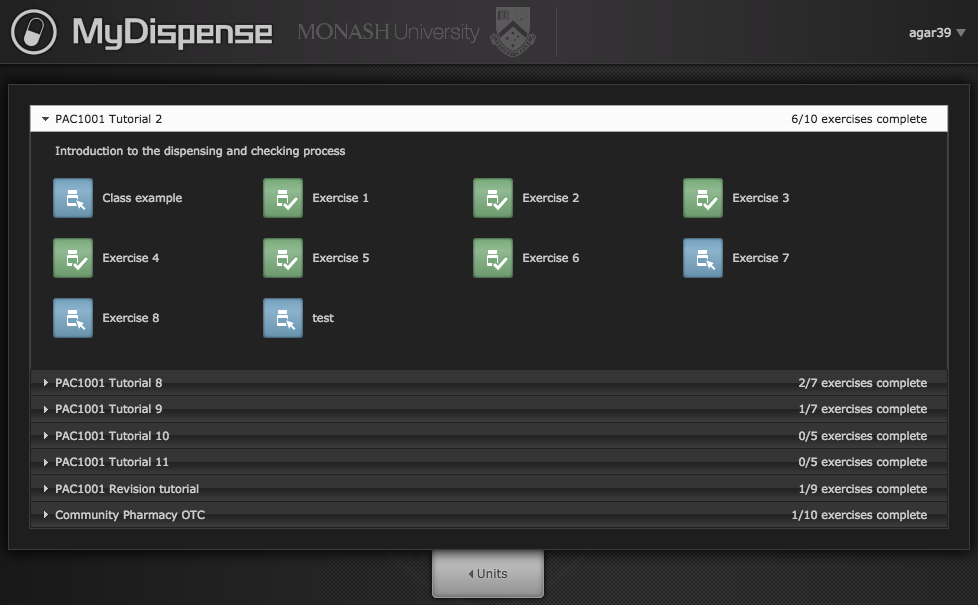 MyDispense MONASH University agar39
PAC1001 Tutorial 2 6/10 exercises complete
Introduction to the dispensing and checking process
Class example Exercise 1 Exercise 2 Exercise 3
Exercise 4 Exercise 5 Exercise 6 Exercise 7
Exercise 8 test
PAC1001 Tutorial 8 2/7 exercises complete
PAC1001 Tutorial 9 1/7 exercises complete
PAC1001 Tutorial 10 0/5 exercises complete
PAC1001 Tutorial 11 0/5 exercises complete
PAC1001 Revision tutorial 1/9 exercises complete
Community Pharmacy OTC 1/10 exercises complete
Units